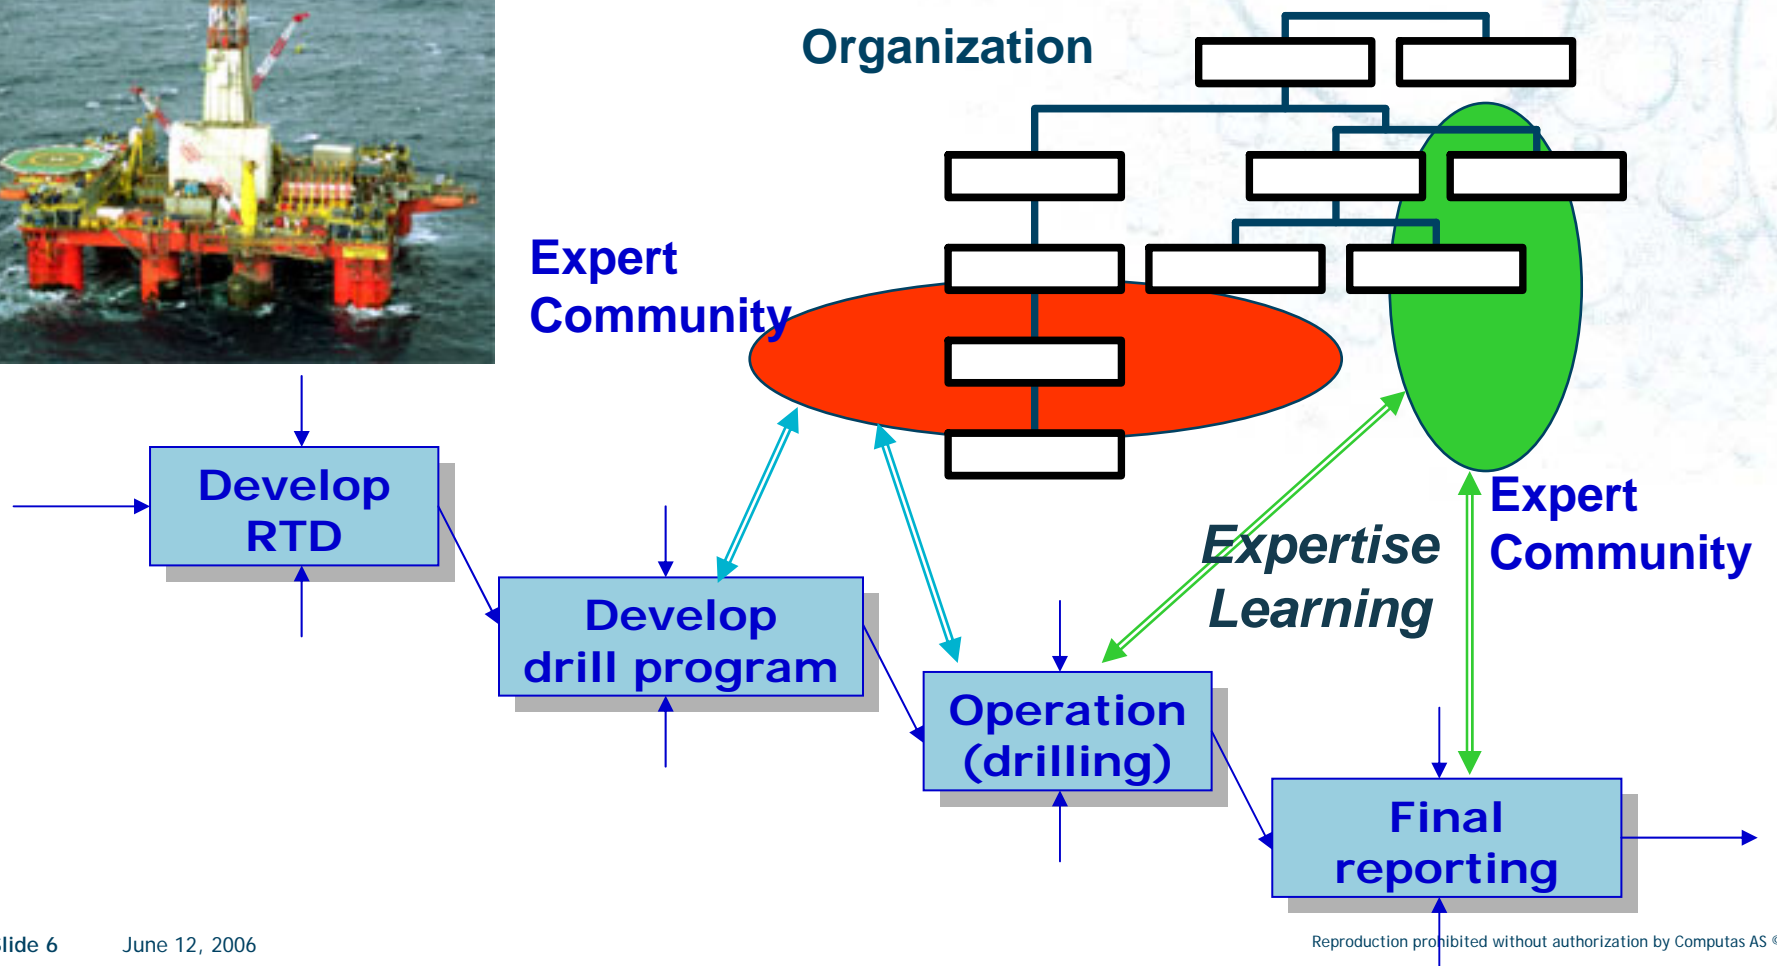 Organization
Expert
Community
Develop
RTD
Expert
Community
Expertise
Learning
Develop
drill program
Operation
(drilling)
Final
reporting
Slide 6 June 12, 2006
Reproduction prohibited without authorization by Computas AS ©